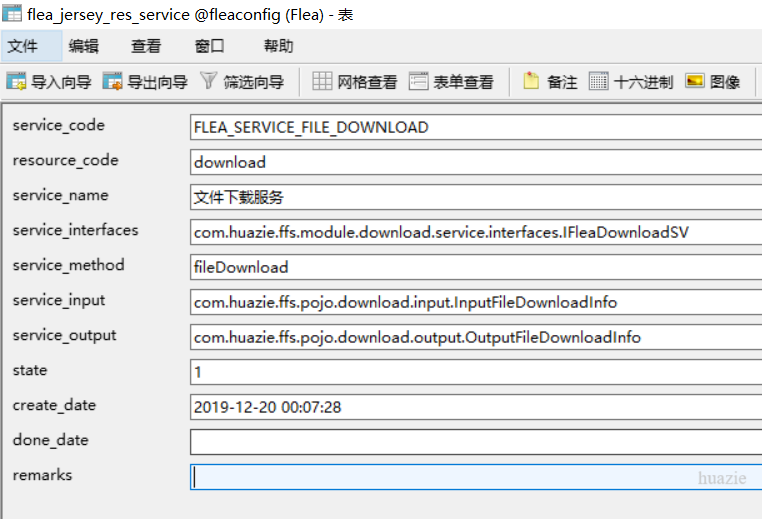 flea_jersey_res_service @fleaconfig (Flea) - 表
文件 编辑 查看 窗口 帮助
导入向导 导出向导 筛选向导 网格查看 表单查看 备注 十六进制 图像
service_code FLEA_SERVICE_FILE_DOWNLOAD
resource_code download
service_name 文件下载服务
service_interfaces com.huazie.ffs.module.download.service.interfaces.IFleaDownloadSV
service_method fileDownload
service_input com.huazie.ffs.pojo.download.input.InputFileDownloadInfo
service_output com.huazie.ffs.pojo.download.output.OutputFileDownloadInfo
state 1
create_date 2019-12-20 00:07:28
done_date
remarks
huazie